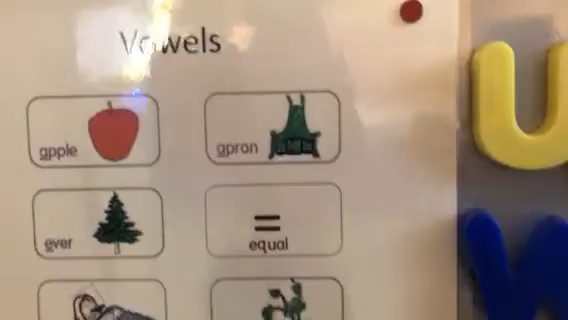 Vowels
apple
apron
ever
=
equal
U